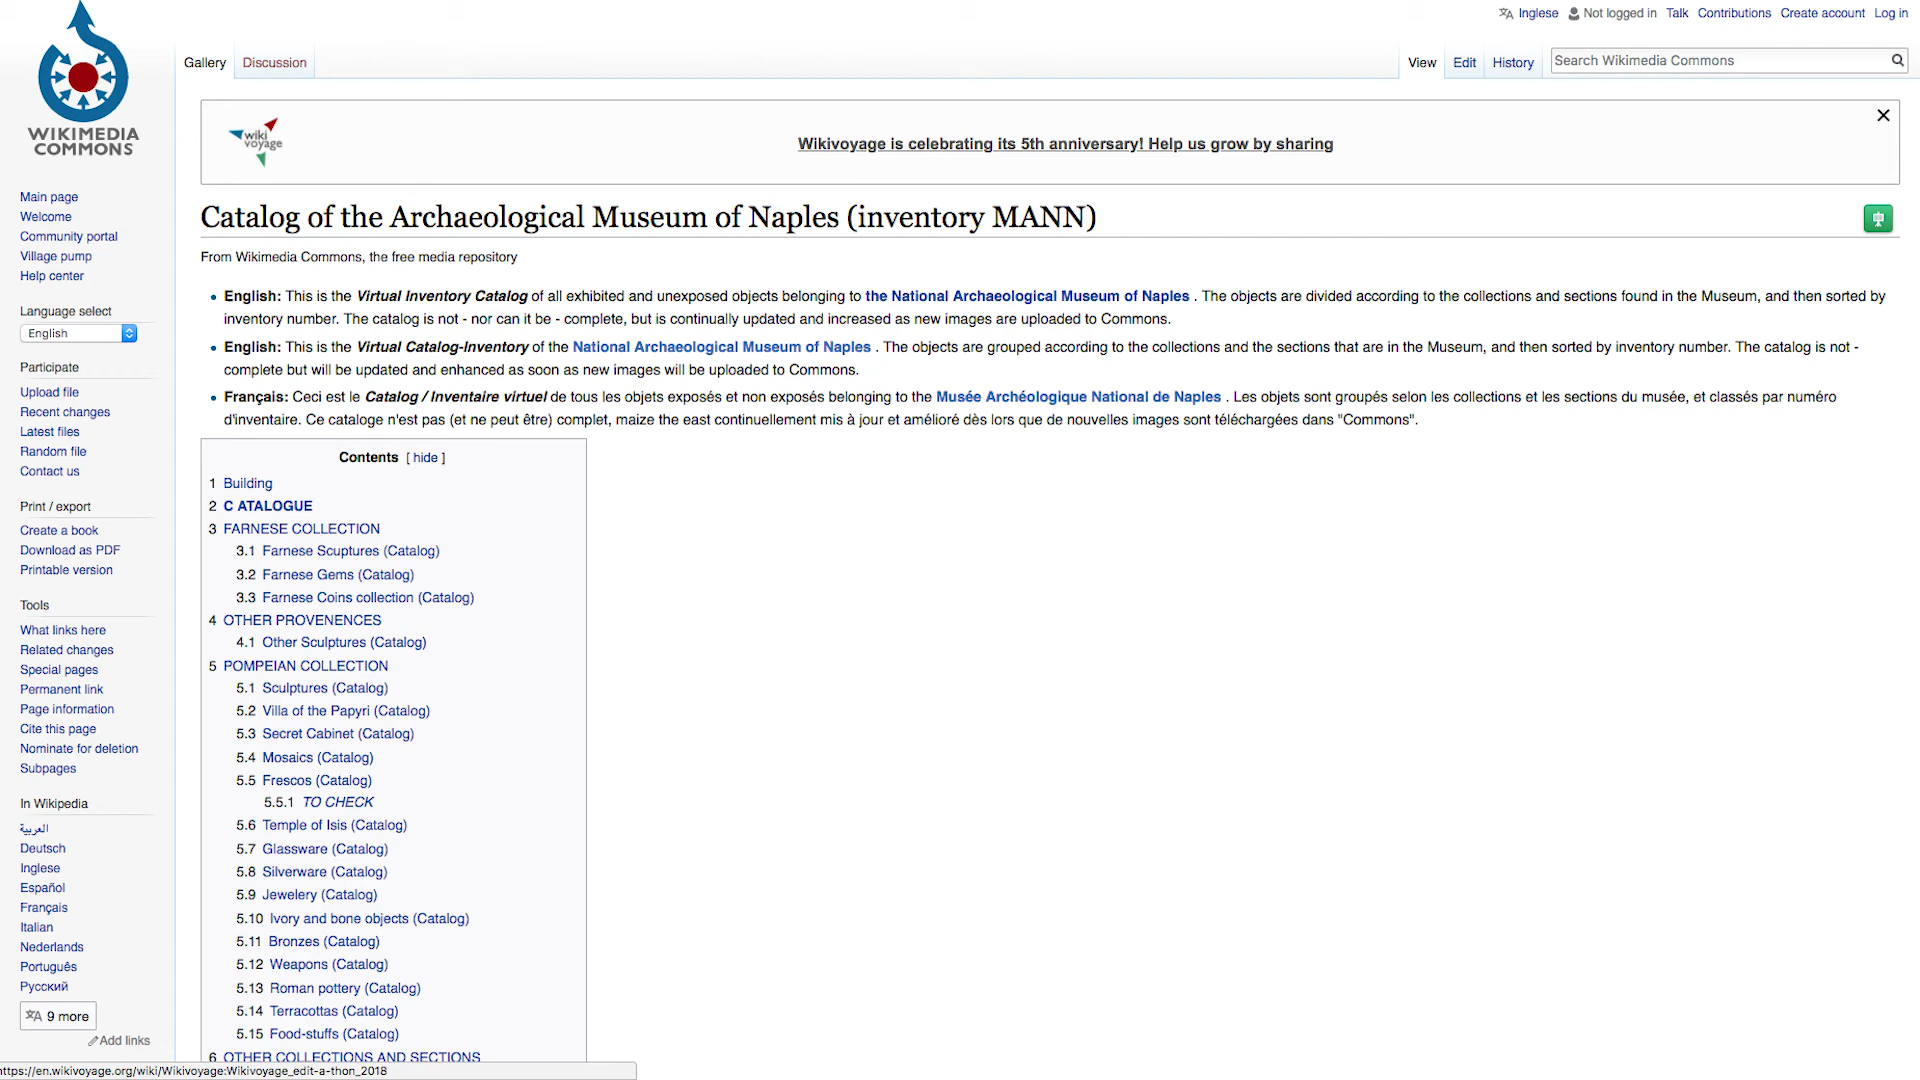 Inglese Not logged in Talk Contributions Create account Log in
Gallery Discussion View Edit History Search Wikimedia Commons
WIKIMEDIA
COMMONS
wiki
voyage
Wikivoyage is celebrating its 5th anniversary! Help us grow by sharing
Catalog of the Archaeological Museum of Naples (inventory MANN)
From Wikimedia Commons, the free media repository
English: This is the Virtual Inventory Catalog of all exhibited and unexposed objects belonging to the National Archaeological Museum of Naples . The objects are divided according to the collections and sections found in the Museum, and then sorted by
inventory number. The catalog is not - nor can it be - complete, but is continually updated and increased as new images are uploaded to Commons.
English: This is the Virtual Catalog-Inventory of the National Archaeological Museum of Naples . The objects are grouped according to the collections and the sections that are in the Museum, and then sorted by inventory number. The catalog is not -
complete but will be updated and enhanced as soon as new images will be uploaded to Commons.
Français: Ceci est le Catalog / Inventaire virtuel de tous les objets exposés et non exposés belonging to the Musée Archéologique National de Naples . Les objets sont groupés selon les collections et les sections du musée, et classés par numéro
d'inventaire. Ce cataloge n'est pas (et ne peut être) complet, maize the east continuellement mis à jour et amélioré dès lors que de nouvelles images sont téléchargées dans "Commons".
Contents [ hide ]
1 Building
2 C ATALOGUE
3 FARNESE COLLECTION
3.1 Farnese Scuptures (Catalog)
3.2 Farnese Gems (Catalog)
3.3 Farnese Coins collection (Catalog)
4 OTHER PROVENENCES
4.1 Other Sculptures (Catalog)
5 POMPEIAN COLLECTION
5.1 Sculptures (Catalog)
5.2 Villa of the Papyri (Catalog)
5.3 Secret Cabinet (Catalog)
5.4 Mosaics (Catalog)
5.5 Frescos (Catalog)
5.5.1 TO CHECK
5.6 Temple of Isis (Catalog)
5.7 Glassware (Catalog)
5.8 Silverware (Catalog)
5.9 Jewelery (Catalog)
5.10 Ivory and bone objects (Catalog)
5.11 Bronzes (Catalog)
5.12 Weapons (Catalog)
5.13 Roman pottery (Catalog)
5.14 Terracottas (Catalog)
5.15 Food-stuffs (Catalog)
6 OTHER COLLECTIONS AND SECTIONS
Main page
Welcome
Community portal
Village pump
Help center
Language select
English
Participate
Upload file
Recent changes
Latest files
Random file
Contact us
Print / export
Create a book
Download as PDF
Printable version
Tools
What links here
Related changes
Special pages
Permanent link
Page information
Cite this page
Nominate for deletion
Subpages
In Wikipedia
العربية
Deutsch
Inglese
Español
Français
Italian
Nederlands
Português
Русский
9 more
Add links
https://en.wikivoyage.org/wiki/Wikivoyage:Wikivoyage_edit-a-thon_2018